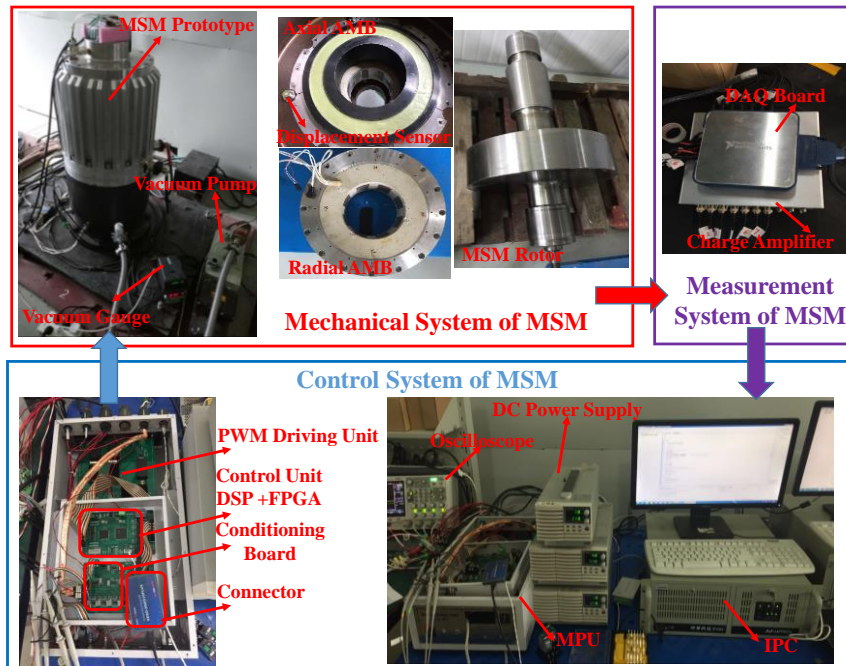 MSM Prototype
Vacuum Pump
Vacuum Gauge
Axial AMB
Displacement Sensor
Radial AMB
MSM Rotor
Mechanical System of MSM
DAQ Board
Charge Amplifier
Measurement
System of MSM
Control System of MSM
PWM Driving Unit
Control Unit
DSP +FPGA
Conditioning
Board
Connector
Oscilloscope
DC Power Supply
MPU
IPC
2